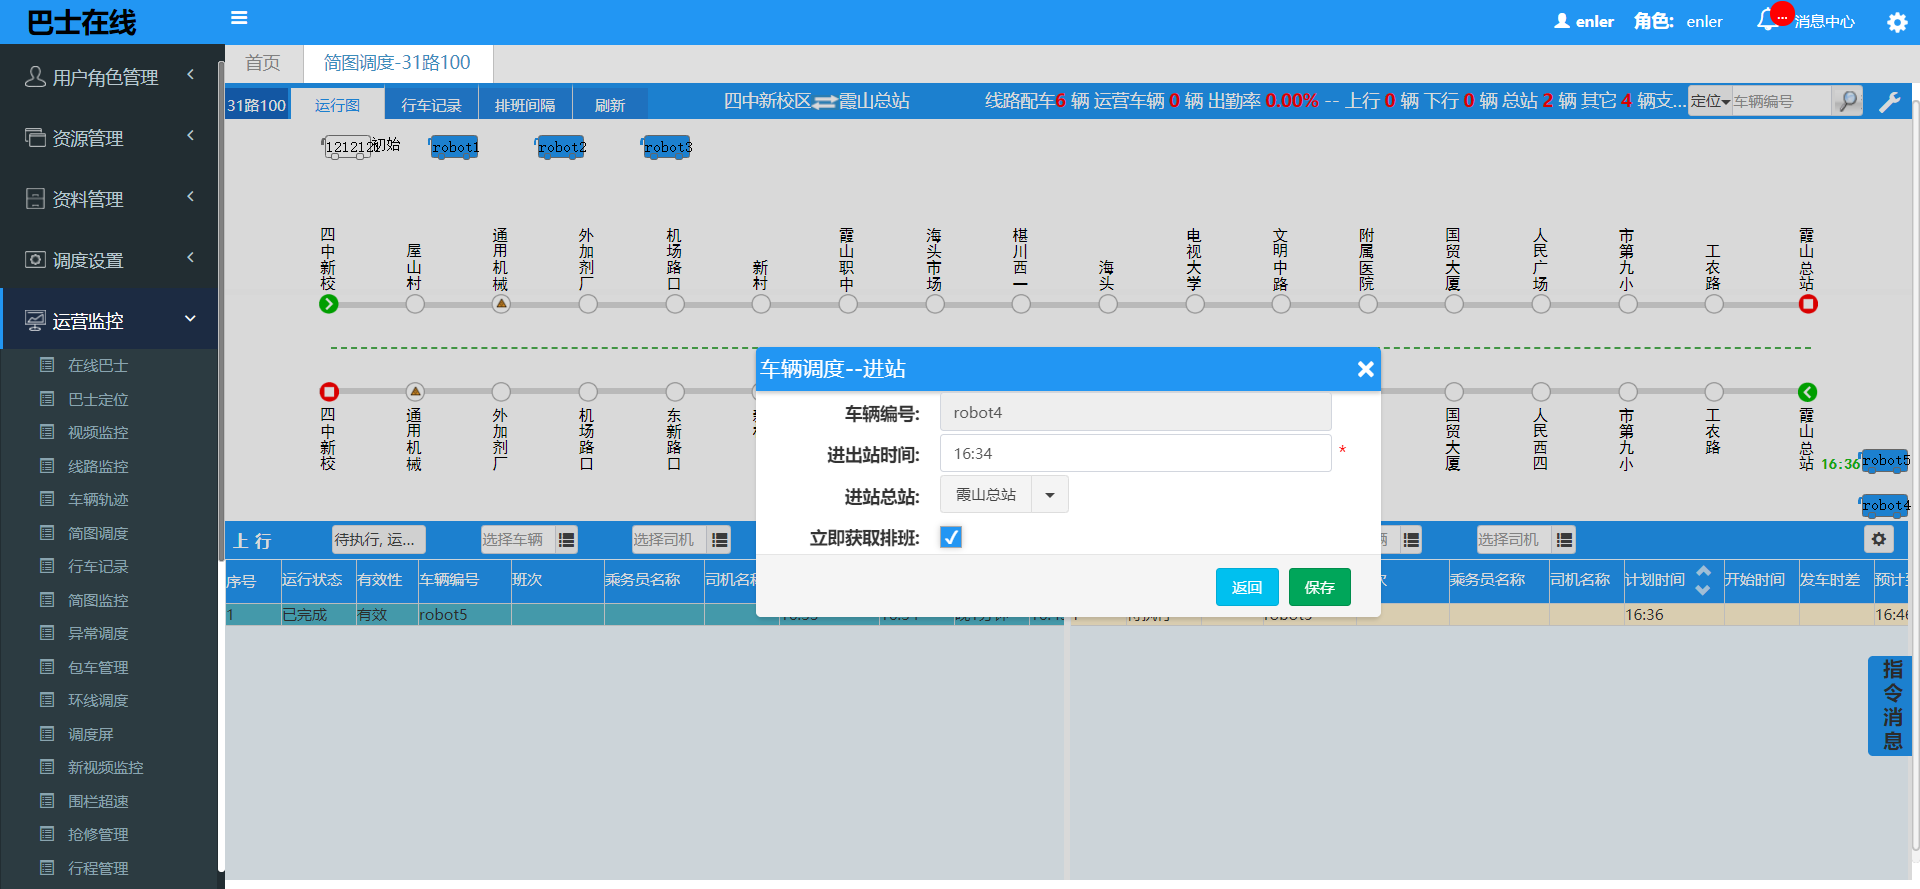 巴士在线
enler 角色: enler ... 消息中心
用户角色管理
资源管理
资料管理
调度设置
运营监控
在线巴士
巴士定位
视频监控
线路监控
车辆轨迹
简图调度
行车记录
简图监控
异常调度
包车管理
环线调度
调度屏
新视频监控
围栏超速
抢修管理
行程管理
首页 简图调度-31路100
31路100 运行图 行车记录 排班间隔 刷新 四中新校区 霞山总站 线路配车6 辆 运营车辆 0 辆 出勤率 0.00% -- 上行 0 辆 下行 0 辆 总站 2 辆 其它 4 辆支... 定位 车辆编号
初始 robot1 robot2 robot3
四中新校
屋山村
通用机械
外加剂厂
机场路口
新村
霞山职中
海头市场
椹川西一
海头
电视大学
文明中路
附属医院
国贸大厦
人民广场
市第九小
工农路
霞山总站
四中新校
通用机械
外加剂厂
机场路口
东新路口
国贸大厦
人民西四
市第九小
工农路
霞山总站
16:36 robot5
robot4
车辆调度--进站
车辆编号: robot4
进出站时间: 16:34 *
进站总站: 霞山总站
立即获取排班:
返回 保存
上行 待执行, 运... 选择车辆 选择司机 选择司机
序号 运行状态 有效性 车辆编号 班次 乘务员名称
1 已完成 有效 robot5
乘务员名称 司机名称 计划时间 开始时间 发车时差
16:36
指令消息